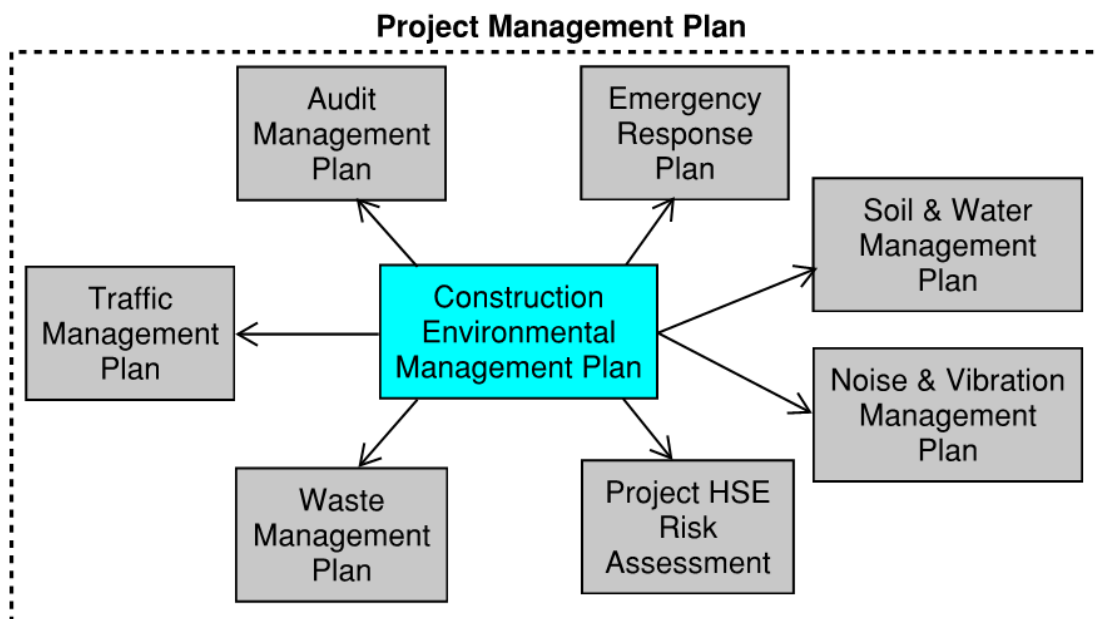 Project Management Plan
Audit
Management
Plan
Emergency
Response
Plan
Soil & Water
Management
Plan
Traffic
Management
Plan
Construction
Environmental
Management Plan
Noise & Vibration
Management
Plan
Waste
Management
Plan
Project HSE
Risk
Assessment